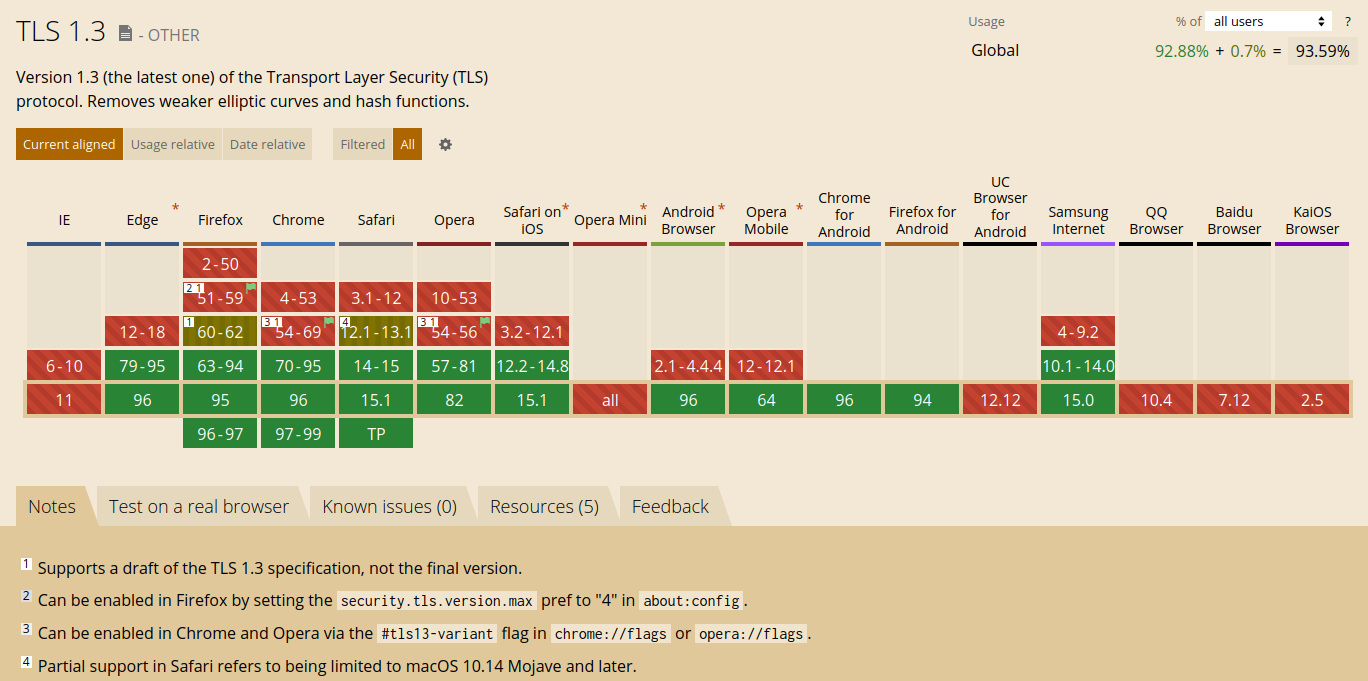 TLS 1.3 - OTHER
Usage % of all users ?
Global 92.88% + 0.7% = 93.59%
Version 1.3 (the latest one) of the Transport Layer Security (TLS)
protocol. Removes weaker elliptic curves and hash functions.
Current aligned Usage relative Date relative Filtered All
IE
Edge *
Firefox
Chrome
Safari
Opera
Safari on *
iOS
Opera Mini *
Android *
Browser
Opera *
Mobile
Chrome
for
Android
Firefox for
Android
UC
Browser
for
Android
Samsung
Internet
QQ
Browser
Baidu
Browser
KaiOS
Browser
2-50
2 1 51-59 4-53 3.1-12 10-53
12-18 1 60-62 3 1 54-69 4 12.1-13.1 3 1 54-56 3.2-12.1 4-9.2
6-10 79-95 63-94 70-95 14-15 57-81 12.2-14.8 2.1-4.4.4 12-12.1 10.1-14.0
11 96 95 96 15.1 82 15.1 all 96 64 96 94 12.12 15.0 10.4 7.12 2.5
96-97 97-99 TP
Notes Test on a real browser Known issues (0) Resources (5) Feedback
1 Supports a draft of the TLS 1.3 specification, not the final version.
2 Can be enabled in Firefox by setting the security.tls.version.max pref to "4" in about:config.
3 Can be enabled in Chrome and Opera via the #tls13-variant flag in chrome://flags or opera://flags.
4 Partial support in Safari refers to being limited to macOS 10.14 Mojave and later.